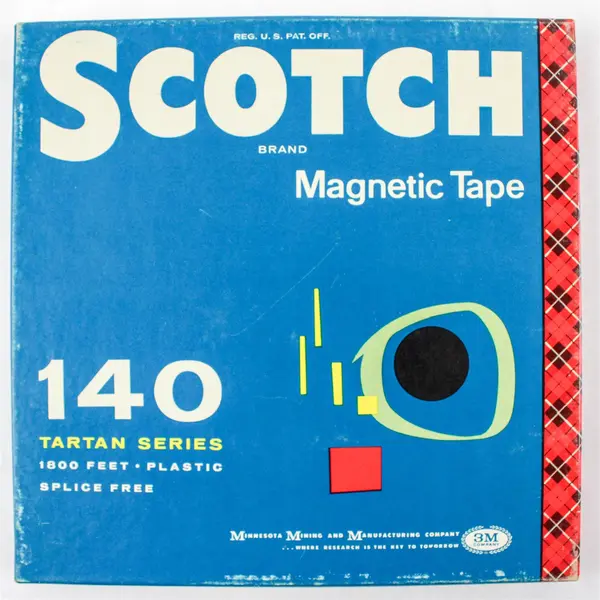 REG. U. S. PAT. OFF.
SCOTCH
BRAND
Magnetic Tape
140
TARTAN SERIES
1800 FEET • PLASTIC
SPLICE FREE
MINNESOTA MINING AND MANUFACTURING COMPANY
...WHERE RESEARCH IS THE KEY TO TOMORROW
3M
COMPANY